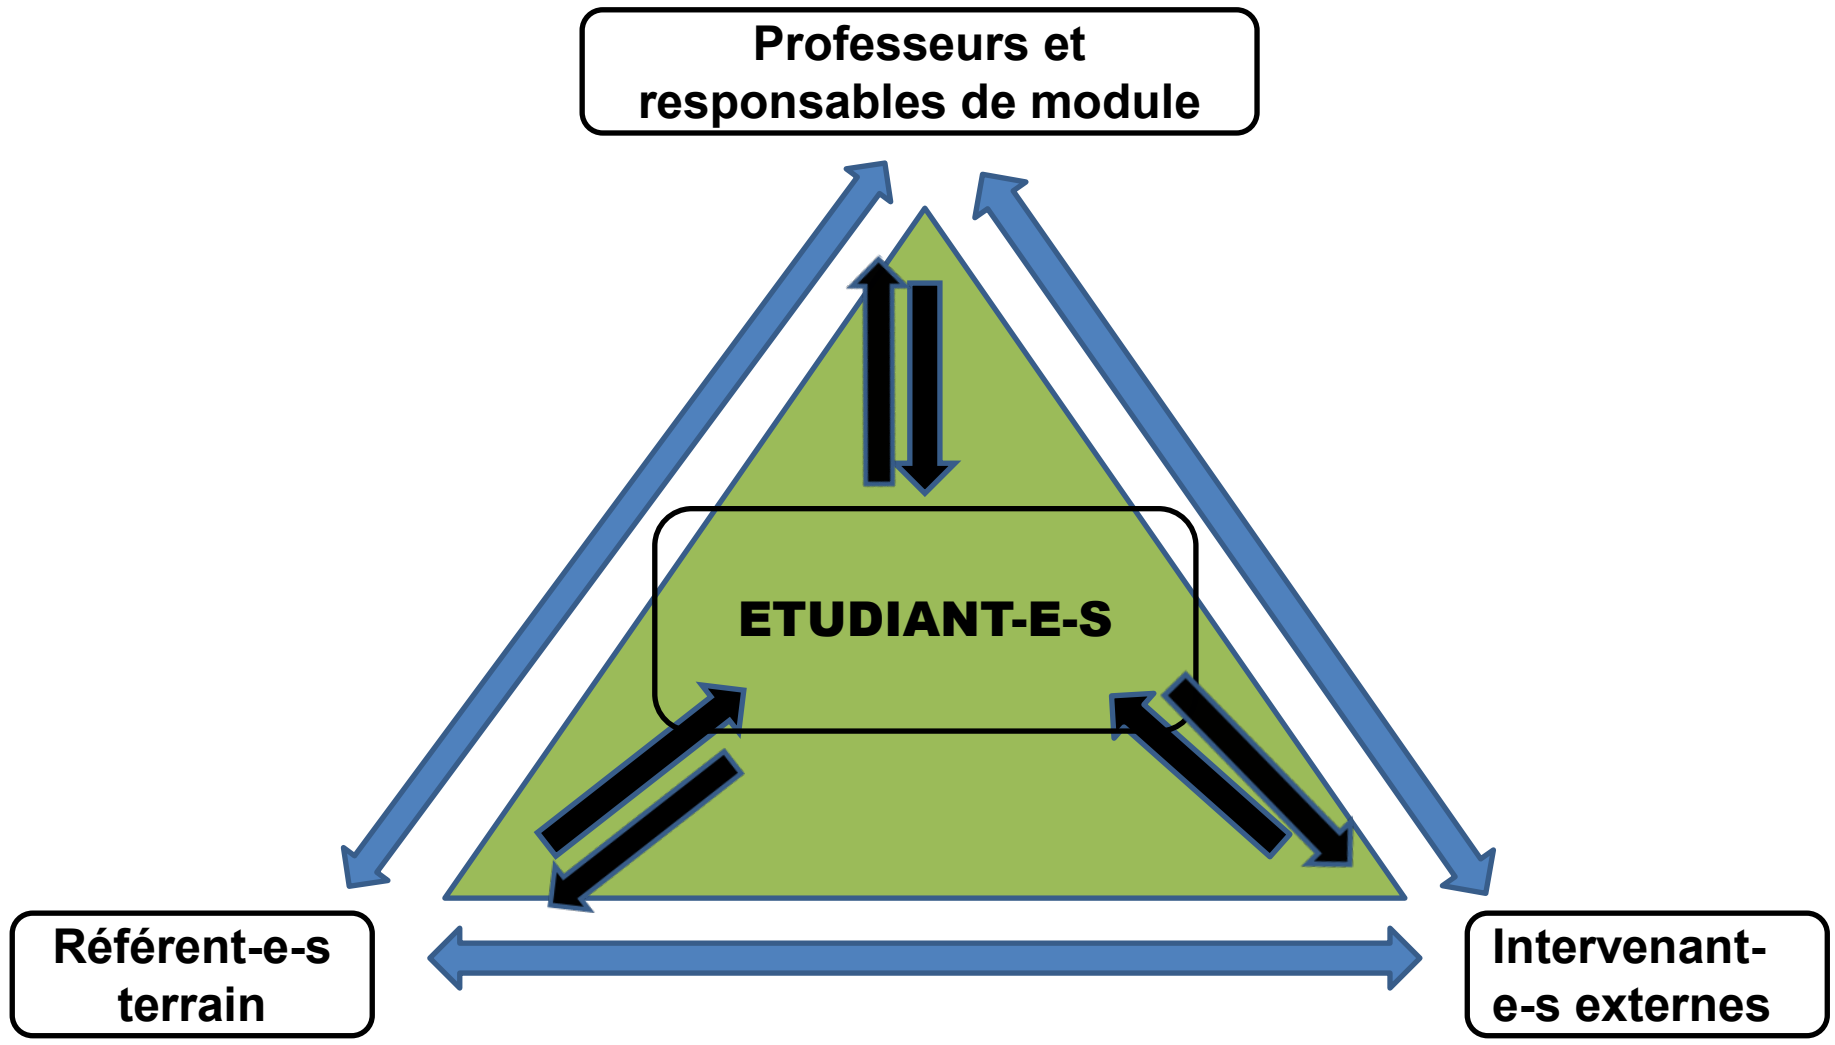 Professeurs et
responsables de module
ETUDIANT-E-S
Référent-e-s
terrain
Intervenant-
e-s externes